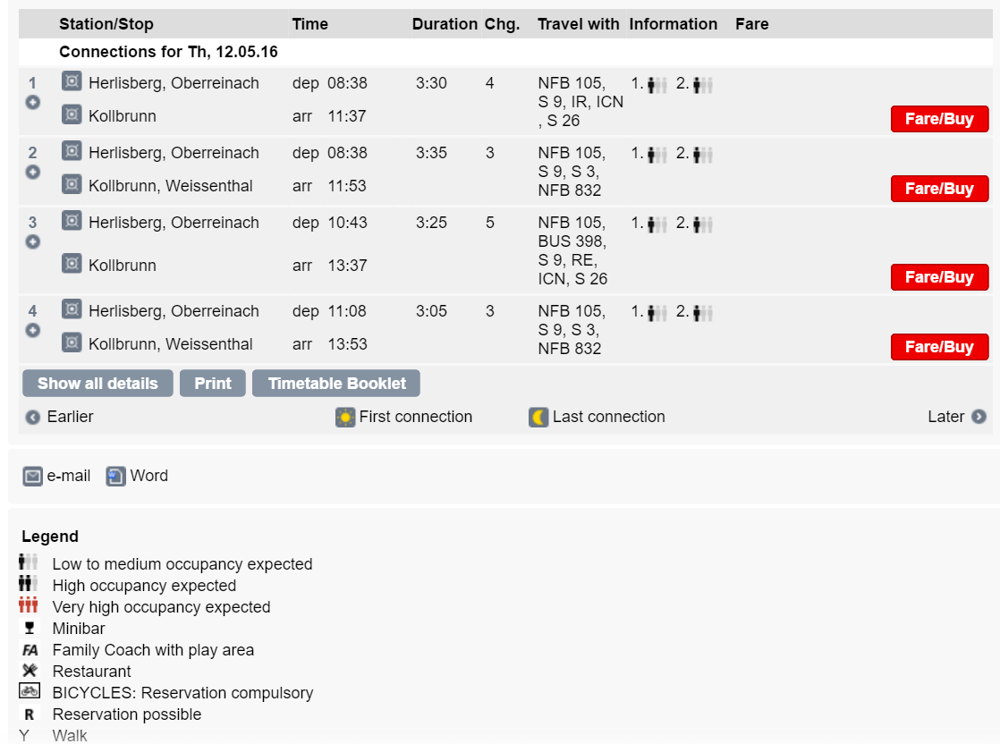 Station/Stop Time Duration Chg. Travel with Information Fare
Connections for Th, 12.05.16
1 Herlisberg, Oberreinach dep 08:38 3:30 4 NFB 105, 1. 2.
S 9, IR, ICN
Kollbrunn arr 11:37 , S 26
Fare/Buy
2 Herlisberg, Oberreinach dep 08:38 3:35 3 NFB 105, 1. 2.
S 9, S 3,
Kollbrunn, Weissenthal arr 11:53 NFB 832
Fare/Buy
3 Herlisberg, Oberreinach dep 10:43 3:25 5 NFB 105, 1. 2.
BUS 398,
S 9, RE,
Kollbrunn arr 13:37 ICN, S 26
Fare/Buy
4 Herlisberg, Oberreinach dep 11:08 3:05 3 NFB 105, 1. 2.
S 9, S 3,
Kollbrunn, Weissenthal arr 13:53 NFB 832
Fare/Buy
Show all details Print Timetable Booklet
Earlier First connection Last connection Later
e-mail Word
Legend
Low to medium occupancy expected
High occupancy expected
Very high occupancy expected
Minibar
FA Family Coach with play area
Restaurant
BICYCLES: Reservation compulsory
R Reservation possible
Y Walk